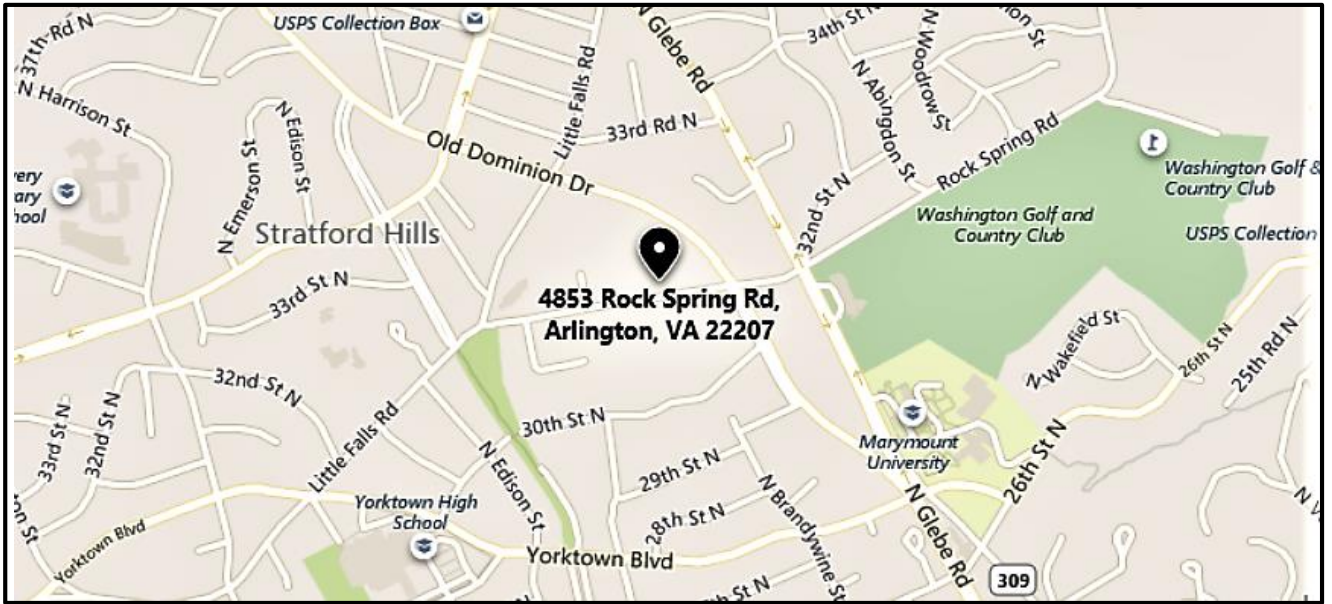 USPS Collection Box
37th Rd N
N Harrison St
N Edison St
N Emerson St
Old Dominion Dr
Little Falls Rd
33rd Rd N
N Glebe Rd
34th St N
N Woodrow St
N Abingdon St
32nd St N
Rock Spring Rd
Washington Golf &
Country Club
Washington Golf and
Country Club
USPS Collection
Stratford Hills
33rd St N
4853 Rock Spring Rd,
Arlington, VA 22207
32nd St N
33rd St N
32nd St N
Little Falls Rd
30th St N
29th St N
28th St N
N Edison St
N Brandywine St
N Wakefield St
26th St N
25th Rd N
Marymount
University
26th St N
Yorktown High
School
Yorktown Blvd
Yorktown Blvd
N Glebe Rd
309